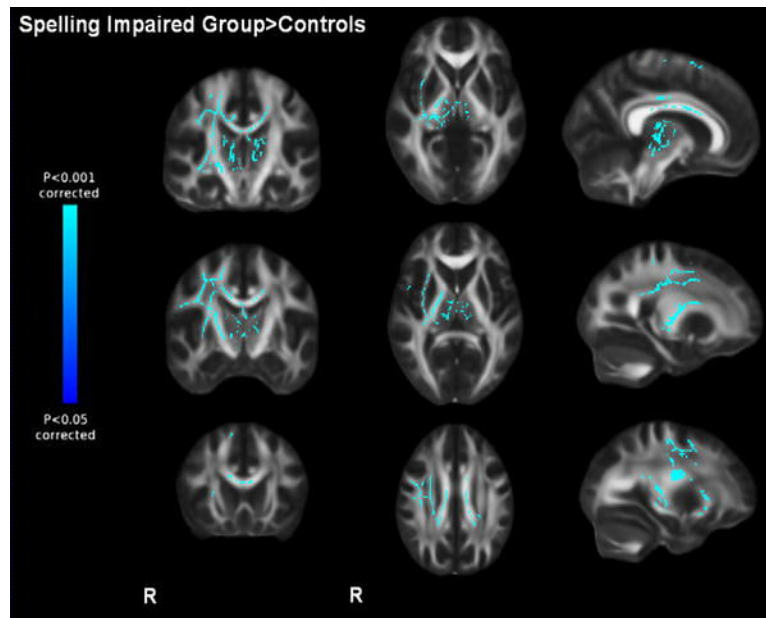 Spelling Impaired Group>Controls
P<0.001
corrected
P<0.05
corrected
R
R